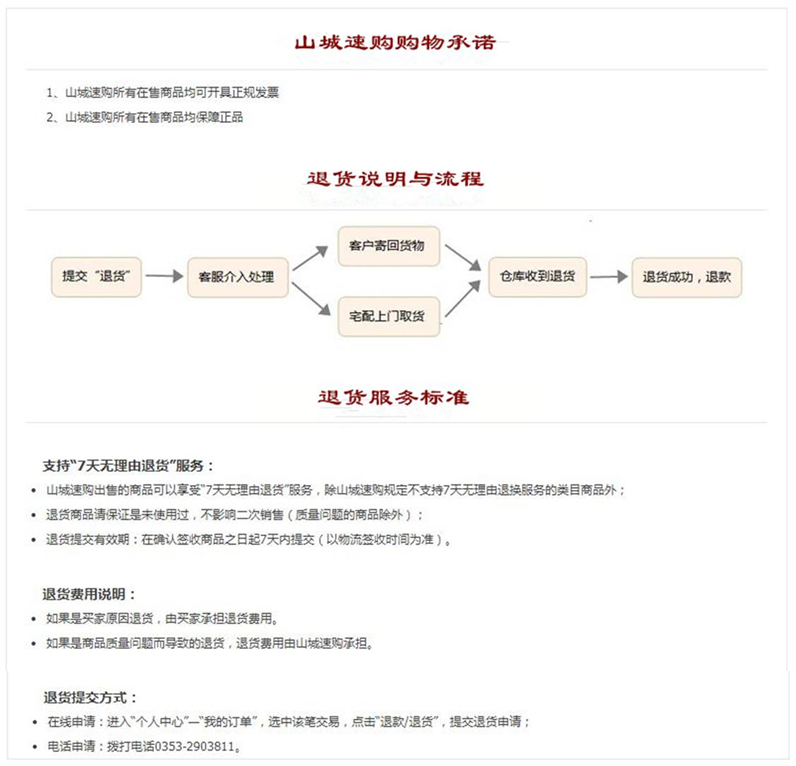 山城速购购物承诺
1、山城速购所有在售商品均可开具正规发票
2、山城速购所有在售商品均保障正品
退货说明与流程
提交“退货”
客服介入处理
客户寄回货物
宅配上门取货
仓库收到退货
退货成功，退款
退货服务标准
支持“7天无理由退货”服务：
• 山城速购出售的商品可以享受“7天无理由退货”服务，除山城速购规定不支持7天无理由退换服务的类目商品外；
• 退货商品请保证是未使用过，不影响二次销售（质量问题的商品除外）；
• 退货提交有效期：在确认签收商品之日起7天内提交（以物流签收时间为准）。
退货费用说明：
• 如果是买家原因退货，由买家承担退货费用。
• 如果是商品质量问题而导致的退货，退货费用由山城速购承担。
退货提交方式：
• 在线申请：进入“个人中心”—“我的订单”，选中该笔交易，点击“退款/退货”，提交退货申请；
• 电话申请：拨打电话0353-2903811。